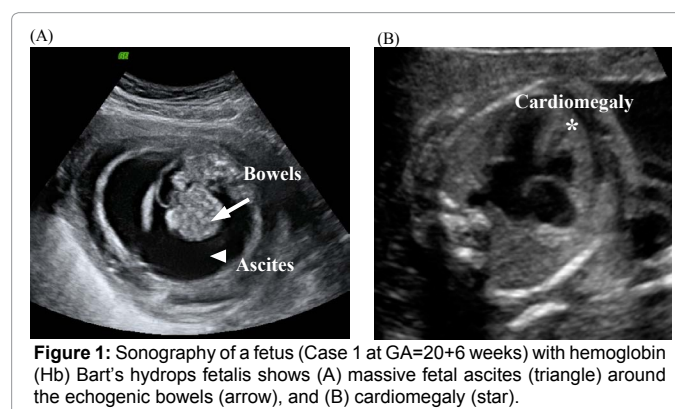 (A)
(B)
Cardiomegaly
*
Bowels
Ascites
Figure 1: Sonography of a fetus (Case 1 at GA=20+6 weeks) with hemoglobin
(Hb) Bart's hydrops fetalis shows (A) massive fetal ascites (triangle) around
the echogenic bowels (arrow), and (B) cardiomegaly (star).